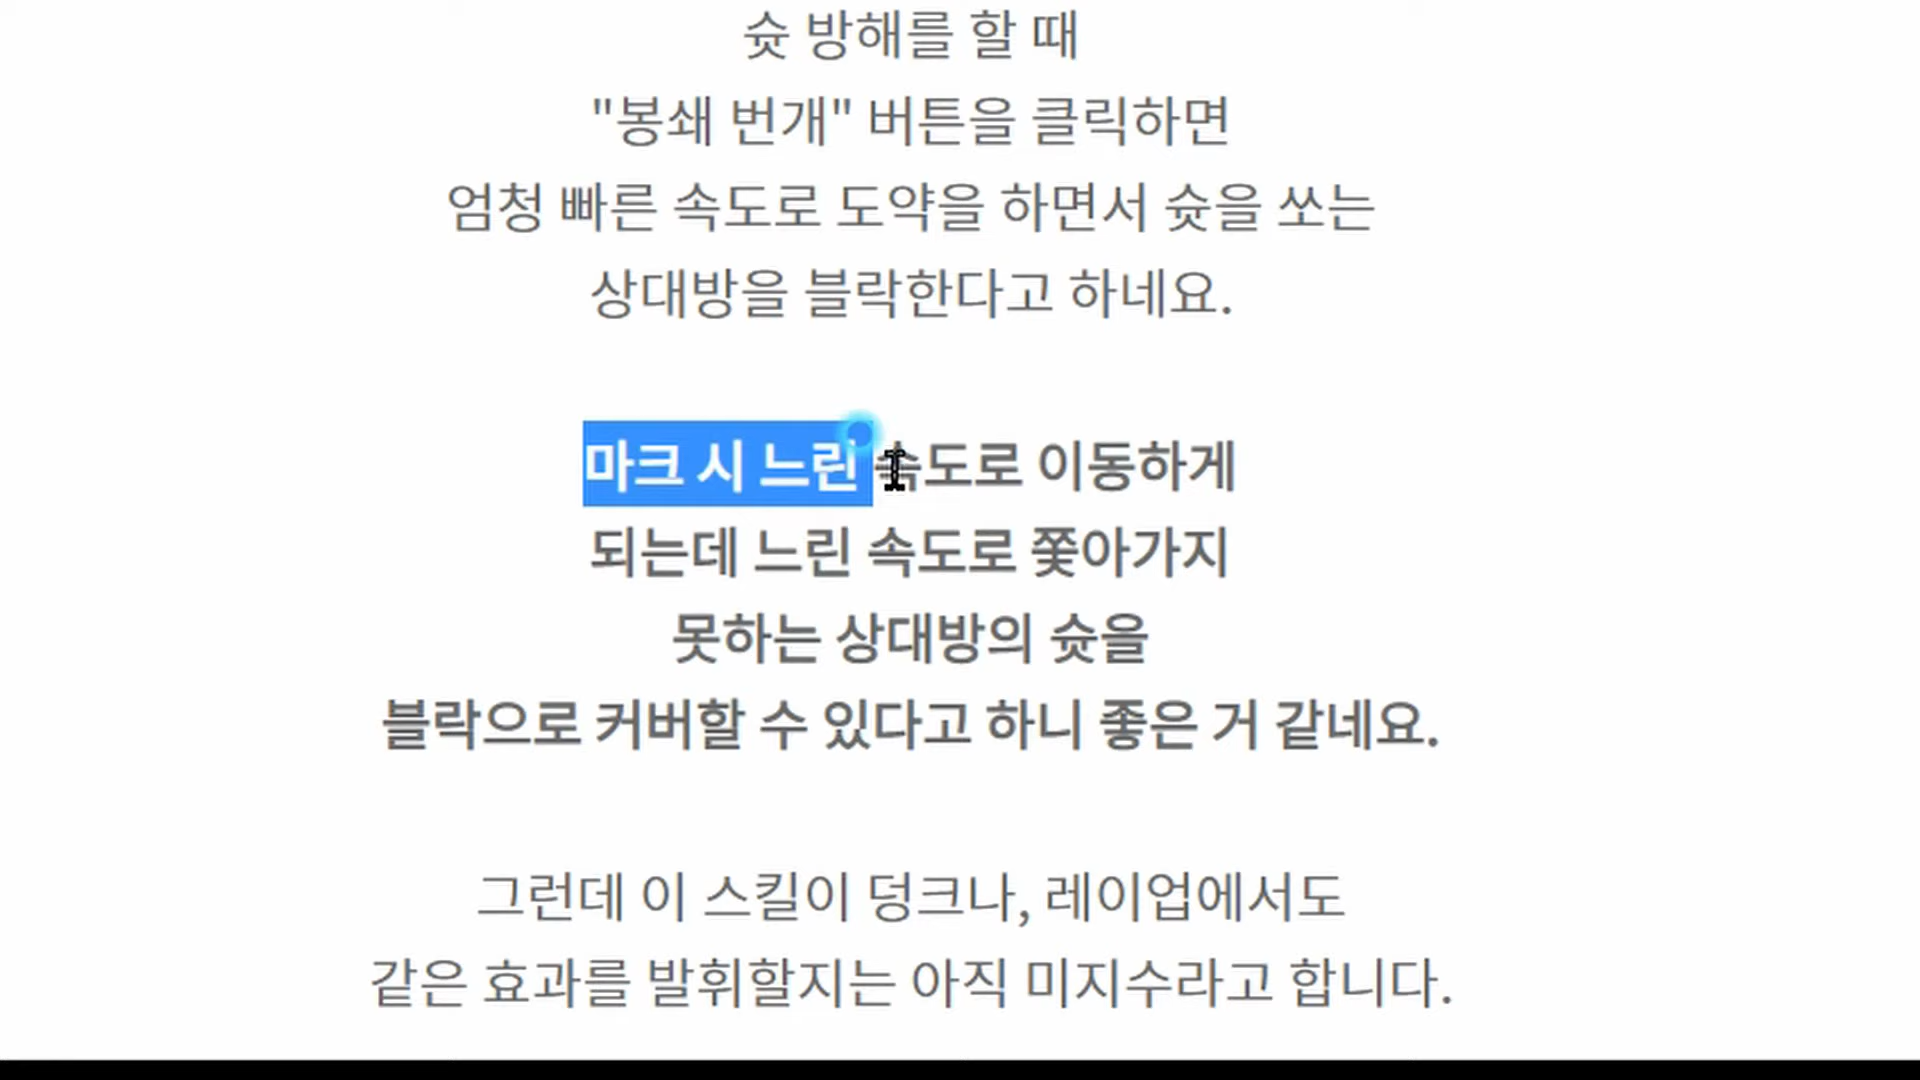 슛 방해를 할 때
"봉쇄 번개" 버튼을 클릭하면
엄청 빠른 속도로 도약을 하면서 슛을 쏘는
상대방을 블락한다고 하네요.
마크 시 느린 속도로 이동하게
되는데 느린 속도로 쫓아가지
못하는 상대방의 슛을
블락으로 커버할 수 있다고 하니 좋은 거 같네요.
그런데 이 스킬이 덩크나, 레이업에서도
같은 효과를 발휘할지는 아직 미지수라고 합니다.